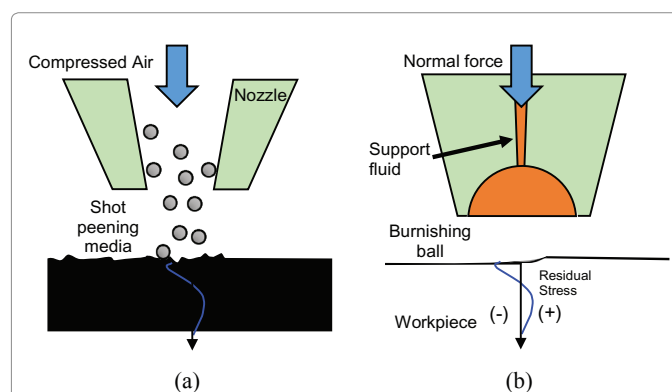 Compressed Air
Nozzle
Shot
peening
media
(a)
Normal force
Support
fluid
Burnishing
ball
Residual
Stress
Workpiece
(-)
(+)
(b)